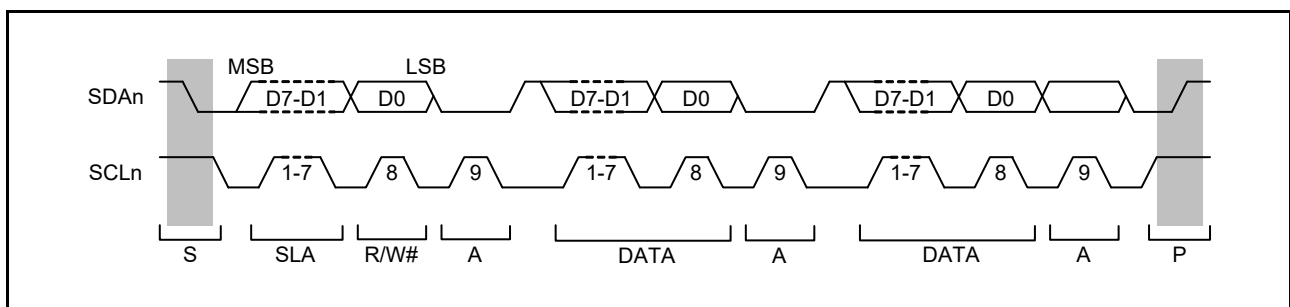 MSB LSB
SDAn D7-D1 D0 D7-D1 D0 D7-D1 D0
SCLn 1-7 8 9 1-7 8 9 1-7 8 9
S SLA R/W# A DATA A DATA A P